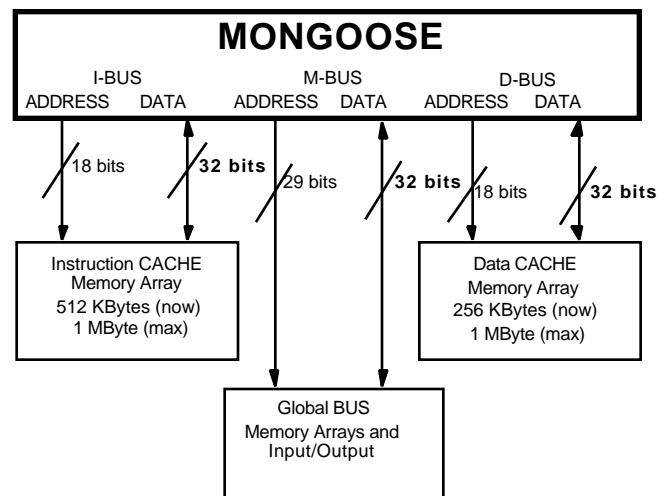 MONGOOSE
I-BUS M-BUS D-BUS
ADDRESS DATA ADDRESS DATA ADDRESS DATA
18 bits 32 bits 29 bits 32 bits 18 bits 32 bits
Instruction CACHE
Memory Array
512 KBytes (now)
1 MByte (max)
Data CACHE
Memory Array
256 KBytes (now)
1 MByte (max)
Global BUS
Memory Arrays and
Input/Output